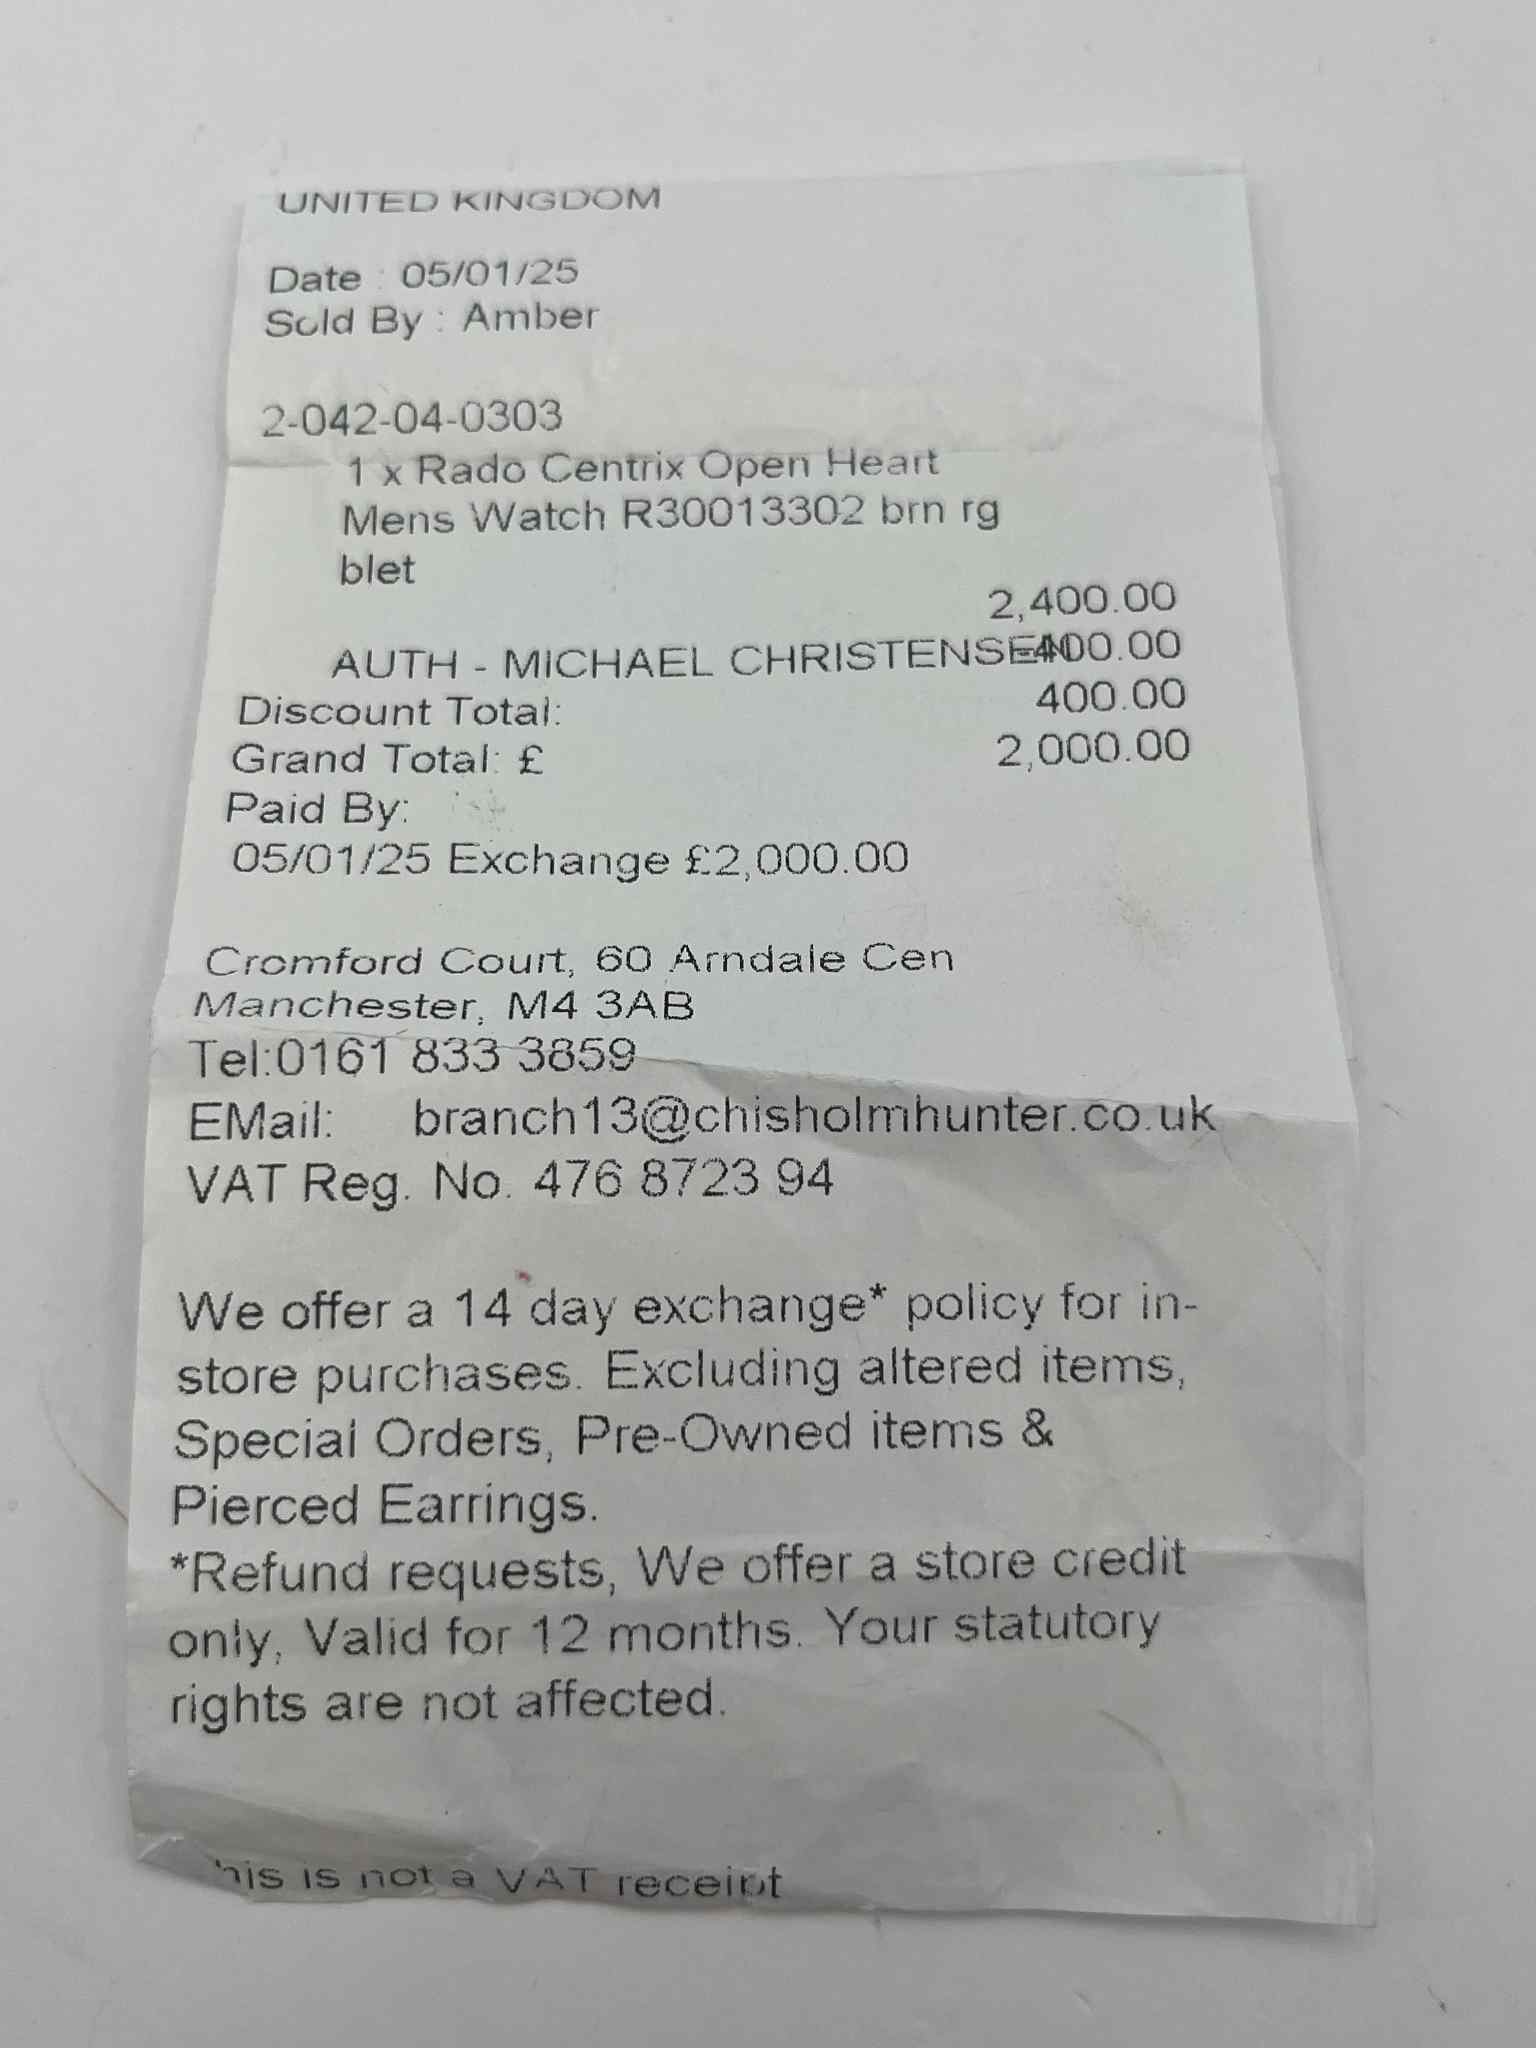 UNITED KINGDOM
Date : 05/01/25
Sold By : Amber
2-042-04-0303
1 x Rado Centrix Open Heart
Mens Watch R30013302 brn rg
blet
2,400.00
AUTH - MICHAEL CHRISTENSEN -400.00
Discount Total: 400.00
Grand Total: £ 2,000.00
Paid By:
05/01/25 Exchange £2,000.00
Cromford Court, 60 Arndale Cen
Manchester, M4 3AB
Tel:0161 833 3859
EMail: branch13@chisholmhunter.co.uk
VAT Reg. No. 476 8723 94
We offer a 14 day exchange* policy for in-
store purchases. Excluding altered items,
Special Orders, Pre-Owned items &
Pierced Earrings.
*Refund requests, We offer a store credit
only, Valid for 12 months. Your statutory
rights are not affected.
his is not a VAT receipt